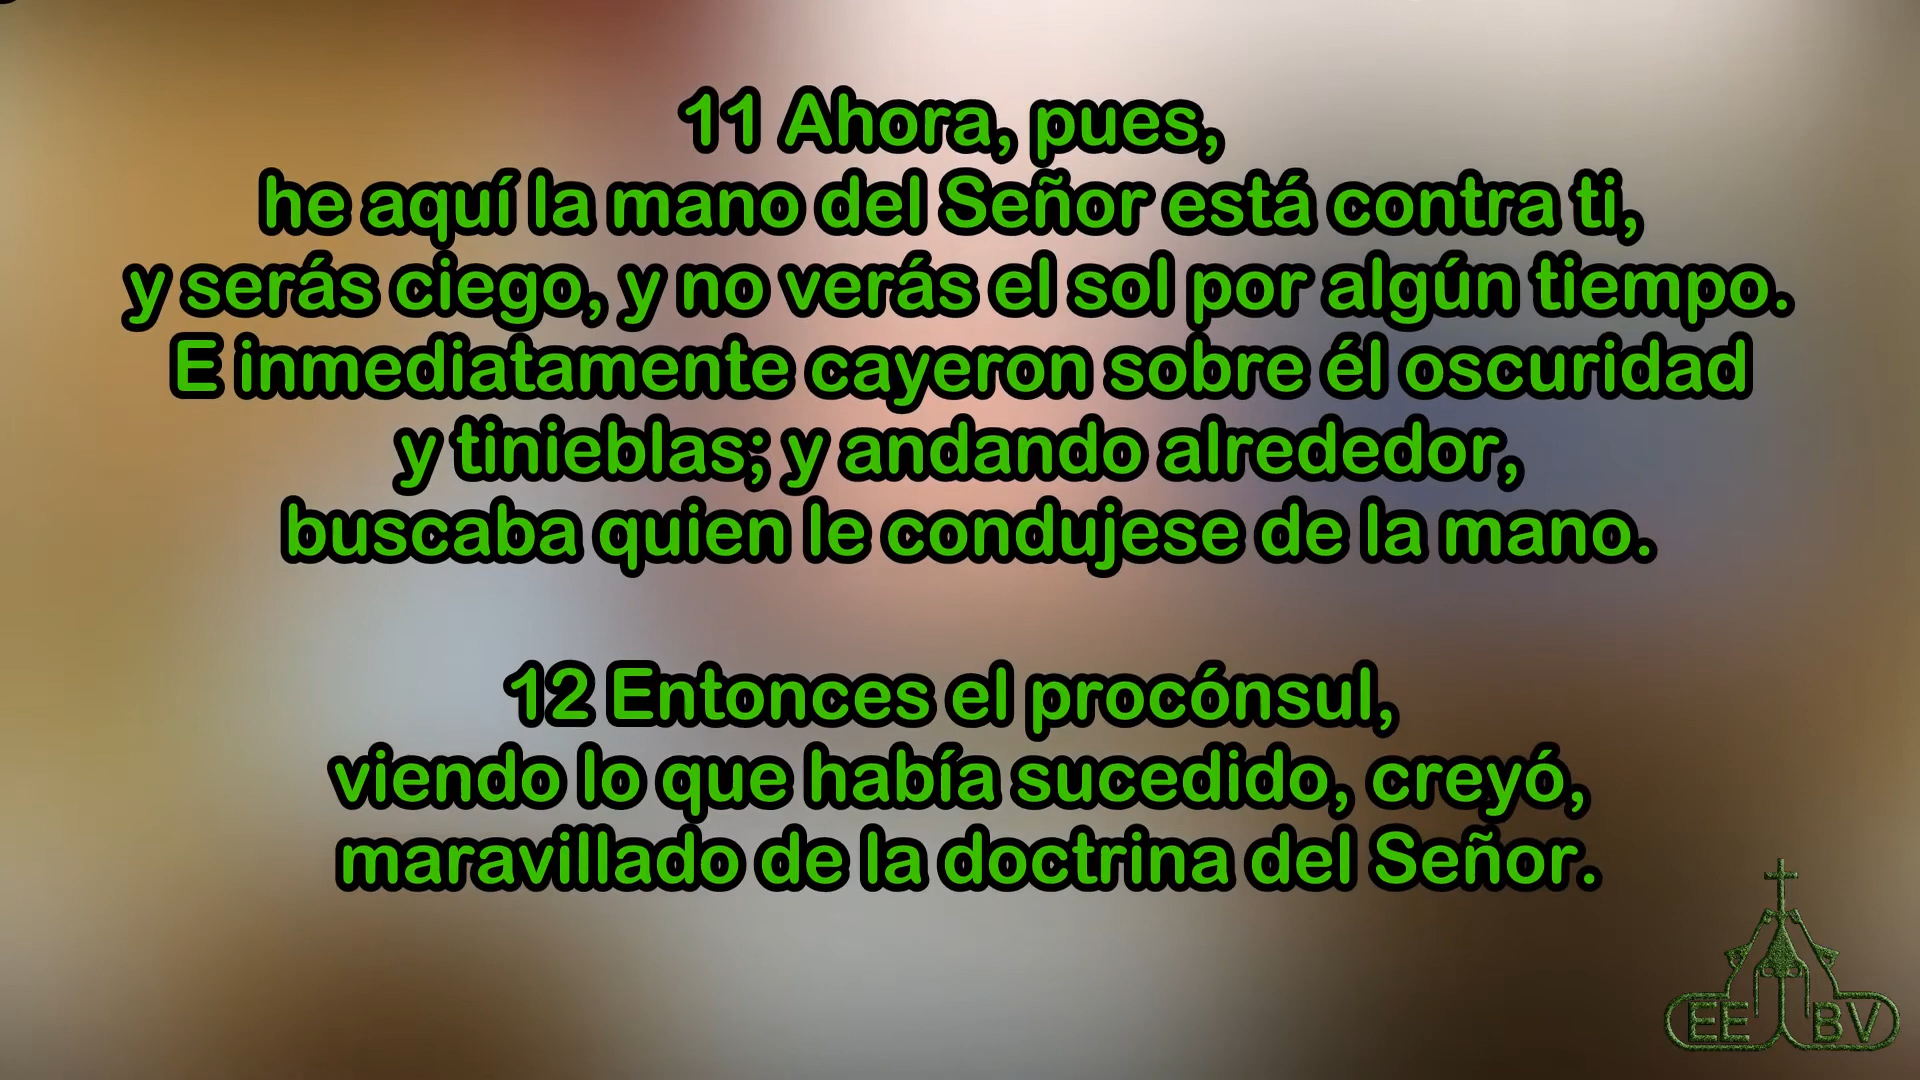 11 Ahora, pues,
he aquí la mano del Señor está contra ti,
y serás ciego, y no verás el sol por algún tiempo.
E inmediatamente cayeron sobre él oscuridad
y tinieblas; y andando alrededor,
buscaba quien le condujese de la mano.
12 Entonces el procónsul,
viendo lo que había sucedido, creyó,
maravillado de la doctrina del Señor.
EE BV